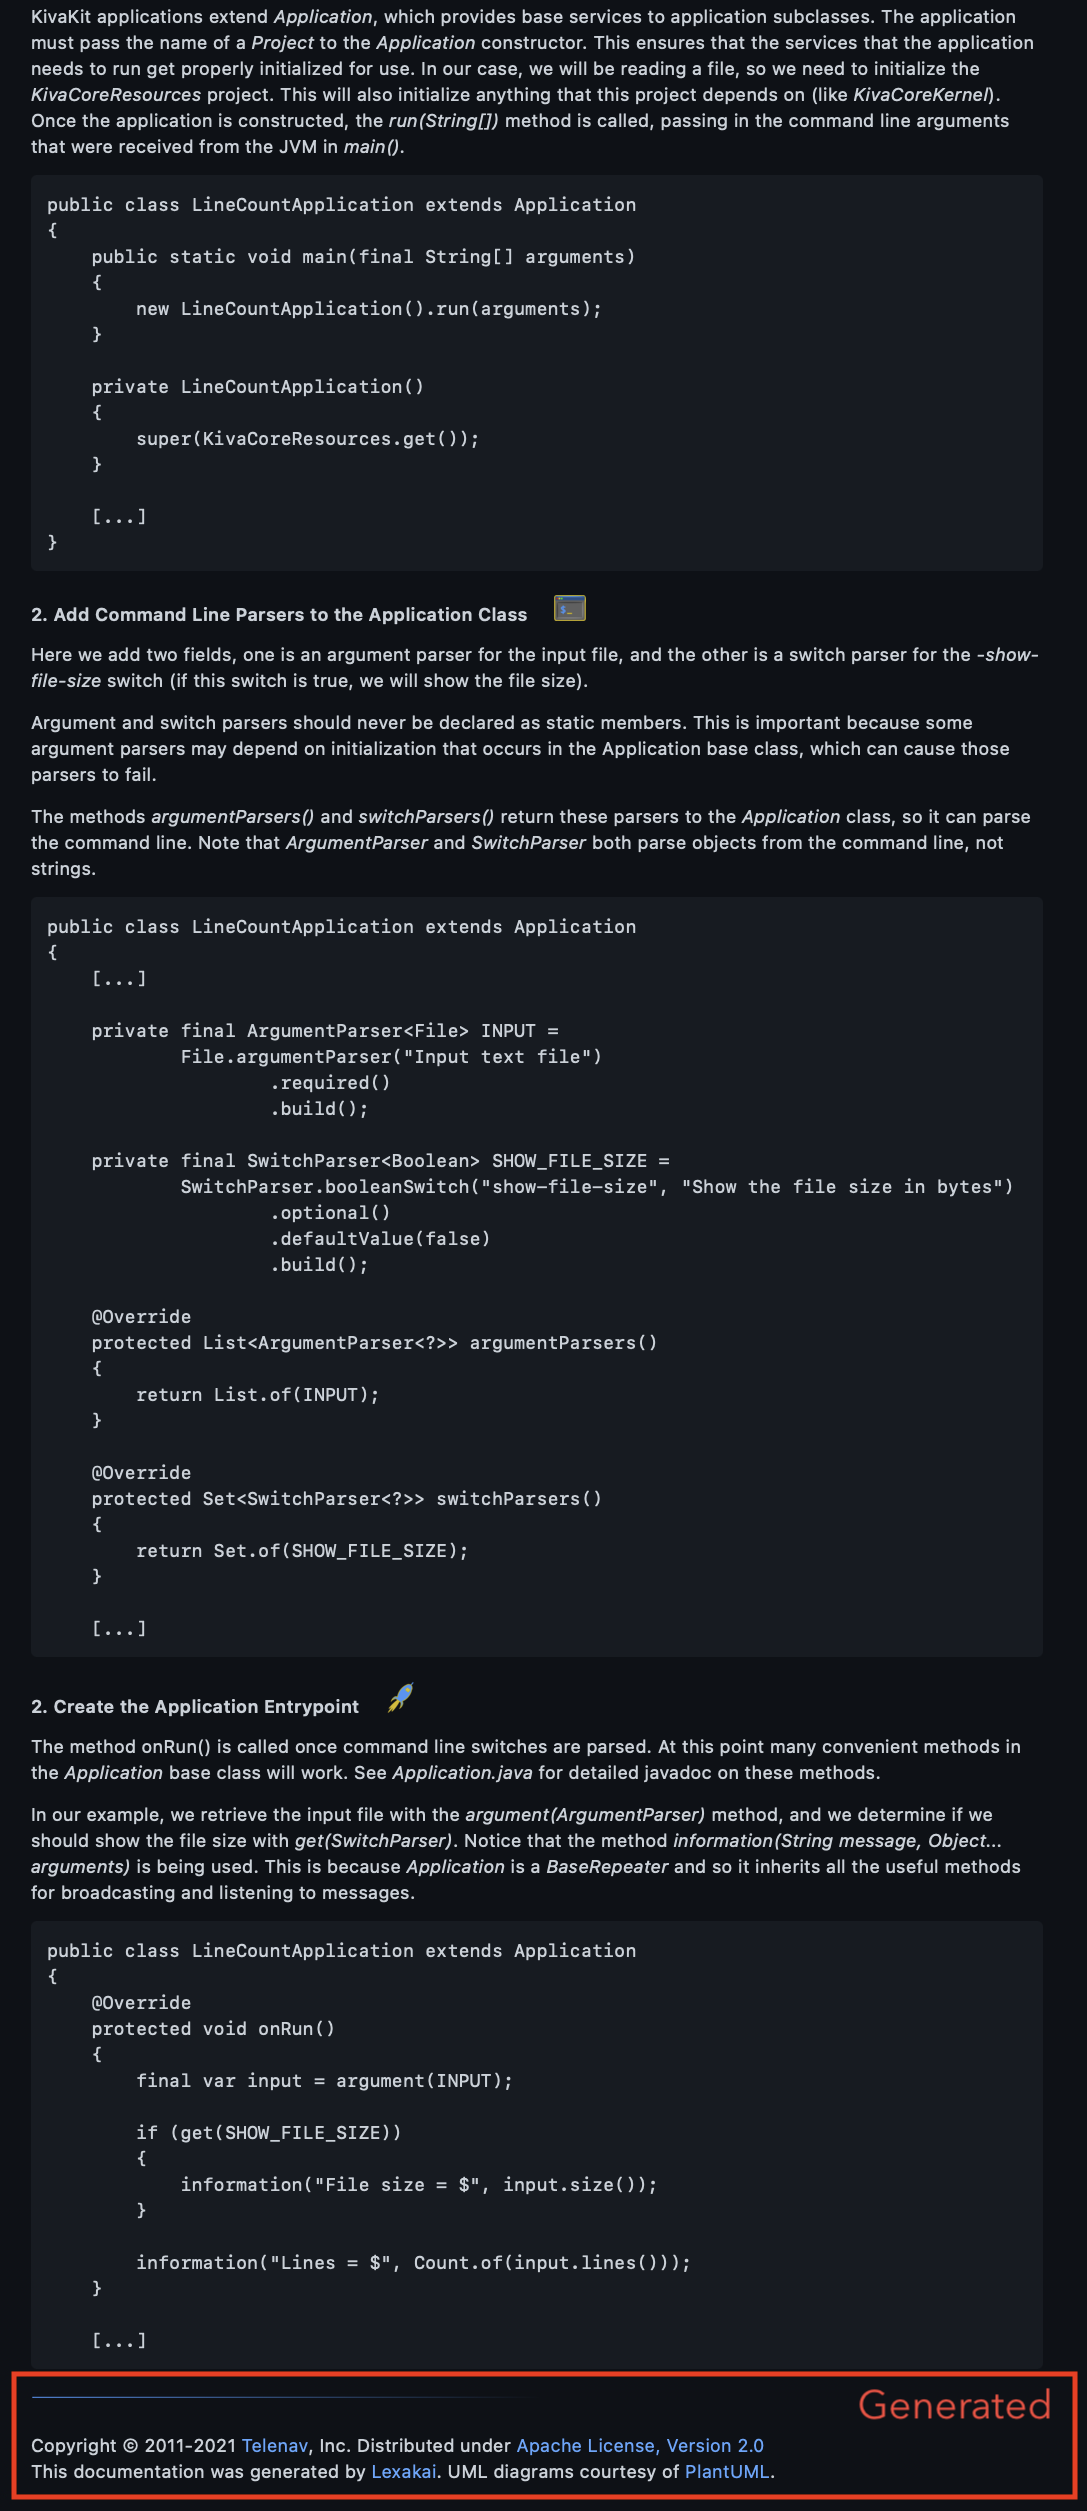 KivaKit applications extend Application, which provides base services to application subclasses. The application
must pass the name of a Project to the Application constructor. This ensures that the services that the application
needs to run get properly initialized for use. In our case, we will be reading a file, so we need to initialize the
KivaCoreResources project. This will also initialize anything that this project depends on (like KivaCoreKernel).
Once the application is constructed, the run(String[]) method is called, passing in the command line arguments
that were received from the JVM in main().
public class LineCountApplication extends Application
{
    public static void main(final String[] arguments)
    {
        new LineCountApplication().run(arguments);
    }

    private LineCountApplication()
    {
        super(KivaCoreResources.get());
    }

    [...]
}
2. Add Command Line Parsers to the Application Class $_
Here we add two fields, one is an argument parser for the input file, and the other is a switch parser for the -show-
file-size switch (if this switch is true, we will show the file size).
Argument and switch parsers should never be declared as static members. This is important because some
argument parsers may depend on initialization that occurs in the Application base class, which can cause those
parsers to fail.
The methods argumentParsers() and switchParsers() return these parsers to the Application class, so it can parse
the command line. Note that ArgumentParser and SwitchParser both parse objects from the command line, not
strings.
public class LineCountApplication extends Application
{
    [...]

    private final ArgumentParser<File> INPUT =
            File.argumentParser("Input text file")
                    .required()
                    .build();

    private final SwitchParser<Boolean> SHOW_FILE_SIZE =
            SwitchParser.booleanSwitch("show-file-size", "Show the file size in bytes")
                    .optional()
                    .defaultValue(false)
                    .build();

    @Override
    protected List<ArgumentParser<?>> argumentParsers()
    {
        return List.of(INPUT);
    }

    @Override
    protected Set<SwitchParser<?>> switchParsers()
    {
        return Set.of(SHOW_FILE_SIZE);
    }

    [...]
2. Create the Application Entrypoint
The method onRun() is called once command line switches are parsed. At this point many convenient methods in
the Application base class will work. See Application.java for detailed javadoc on these methods.
In our example, we retrieve the input file with the argument(ArgumentParser) method, and we determine if we
should show the file size with get(SwitchParser). Notice that the method information(String message, Object...
arguments) is being used. This is because Application is a BaseRepeater and so it inherits all the useful methods
for broadcasting and listening to messages.
public class LineCountApplication extends Application
{
    @Override
    protected void onRun()
    {
        final var input = argument(INPUT);

        if (get(SHOW_FILE_SIZE))
        {
            information("File size = $", input.size());
        }

        information("Lines = $", Count.of(input.lines()));
    }

    [...]
Generated
Copyright © 2011-2021 Telenav, Inc. Distributed under Apache License, Version 2.0
This documentation was generated by Lexakai. UML diagrams courtesy of PlantUML.